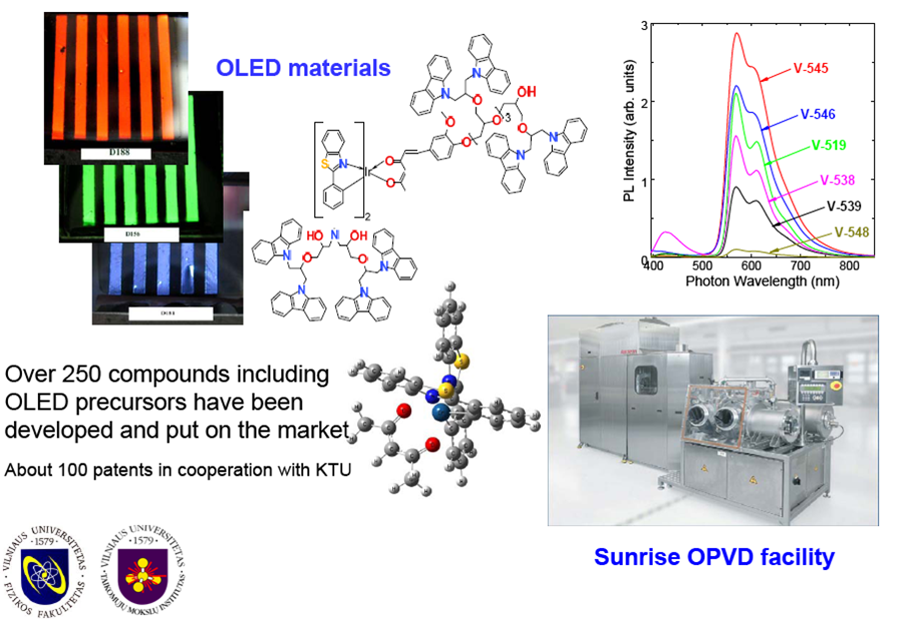 OLED materials
D188
D156
N
N
O
OH
O
O
O
3
O
O
N
N
S
N
Ir
O
O
2
HO
N
OH
N
O
O
N
N
N
3
2
1
0
PL Intensity (arb. units)
V-545
V-546
V-519
V-538
V-539
V-548
400 500 600 700 800
Photon Wavelength (nm)
Over 250 compounds including
OLED precursors have been
developed and put on the market
About 100 patents in cooperation with KTU
Sunrise OPVD facility
VILNIAUS UNIVERSITETAS
·1579·
FIZIKOS FAKULTETAS
VILNIAUS UNIVERSITETAS
·1579·
TAIKOMŲJŲ MOKSLŲ INSTITUTAS